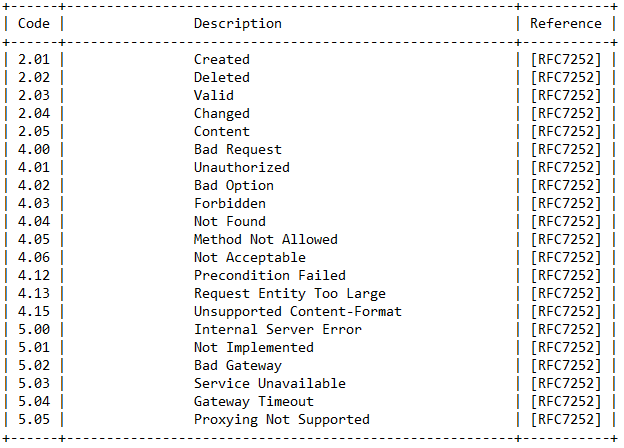 +------+--------------------------------------------------------+-----------+
| Code | Description | Reference |
+------+--------------------------------------------------------+-----------+
| 2.01 | Created | [RFC7252] |
| 2.02 | Deleted | [RFC7252] |
| 2.03 | Valid | [RFC7252] |
| 2.04 | Changed | [RFC7252] |
| 2.05 | Content | [RFC7252] |
| 4.00 | Bad Request | [RFC7252] |
| 4.01 | Unauthorized | [RFC7252] |
| 4.02 | Bad Option | [RFC7252] |
| 4.03 | Forbidden | [RFC7252] |
| 4.04 | Not Found | [RFC7252] |
| 4.05 | Method Not Allowed | [RFC7252] |
| 4.06 | Not Acceptable | [RFC7252] |
| 4.12 | Precondition Failed | [RFC7252] |
| 4.13 | Request Entity Too Large | [RFC7252] |
| 4.15 | Unsupported Content-Format | [RFC7252] |
| 5.00 | Internal Server Error | [RFC7252] |
| 5.01 | Not Implemented | [RFC7252] |
| 5.02 | Bad Gateway | [RFC7252] |
| 5.03 | Service Unavailable | [RFC7252] |
| 5.04 | Gateway Timeout | [RFC7252] |
| 5.05 | Proxying Not Supported | [RFC7252] |
+------+--------------------------------------------------------+-----------+